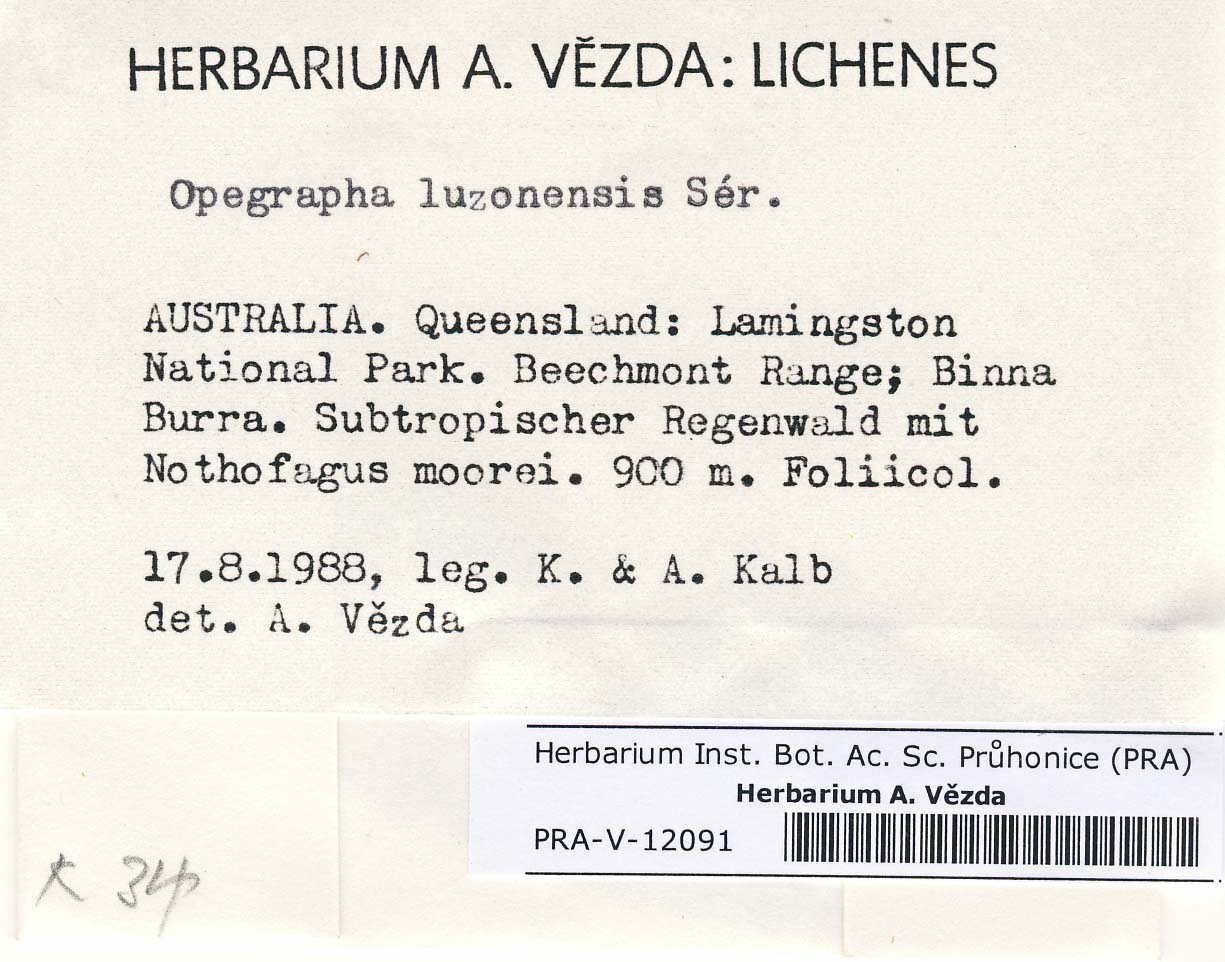 HERBARIUM A. VĚZDA: LICHENES
Opegrapha luzonensis Sér.
AUSTRALIA. Queensland: Lamingston
National Park. Beechmont Range; Binna
Burra. Subtropischer Regenwald mit
Nothofagus moorei. 900 m. Foliicol.
17.8.1988, leg. K. & A. Kalb
det. A. Vězda
Herbarium Inst. Bot. Ac. Sc. Průhonice (PRA)
Herbarium A. Vězda
PRA-V-12091